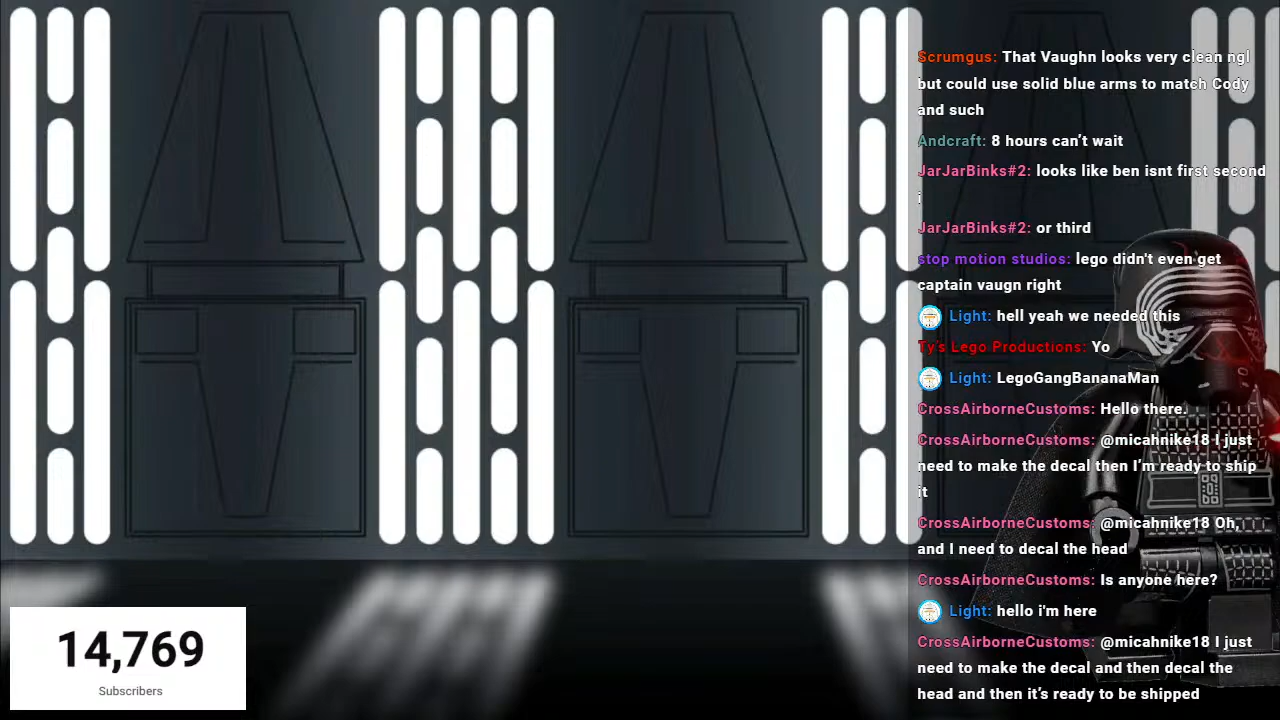 Scrumgus: That Vaughn looks very clean ngl
but could use solid blue arms to match Cody
and such
Andcraft: 8 hours can't wait
JarJarBinks#2: looks like ben isnt first second
i
JarJarBinks#2: or third
stop motion studios: lego didn't even get
captain vaugn right
Light: hell yeah we needed this
Ty's Lego Productions: Yo
Light: LegoGangBananaMan
CrossAirborneCustoms: Hello there.
CrossAirborneCustoms: @micahnike18 I just
need to make the decal then I'm ready to ship
it
CrossAirborneCustoms: @micahnike18 Oh,
and I need to decal the head
CrossAirborneCustoms: Is anyone here?
Light: hello i'm here
CrossAirborneCustoms: @micahnike18 I just
need to make the decal and then decal the
head and then it's ready to be shipped
14,769
Subscribers